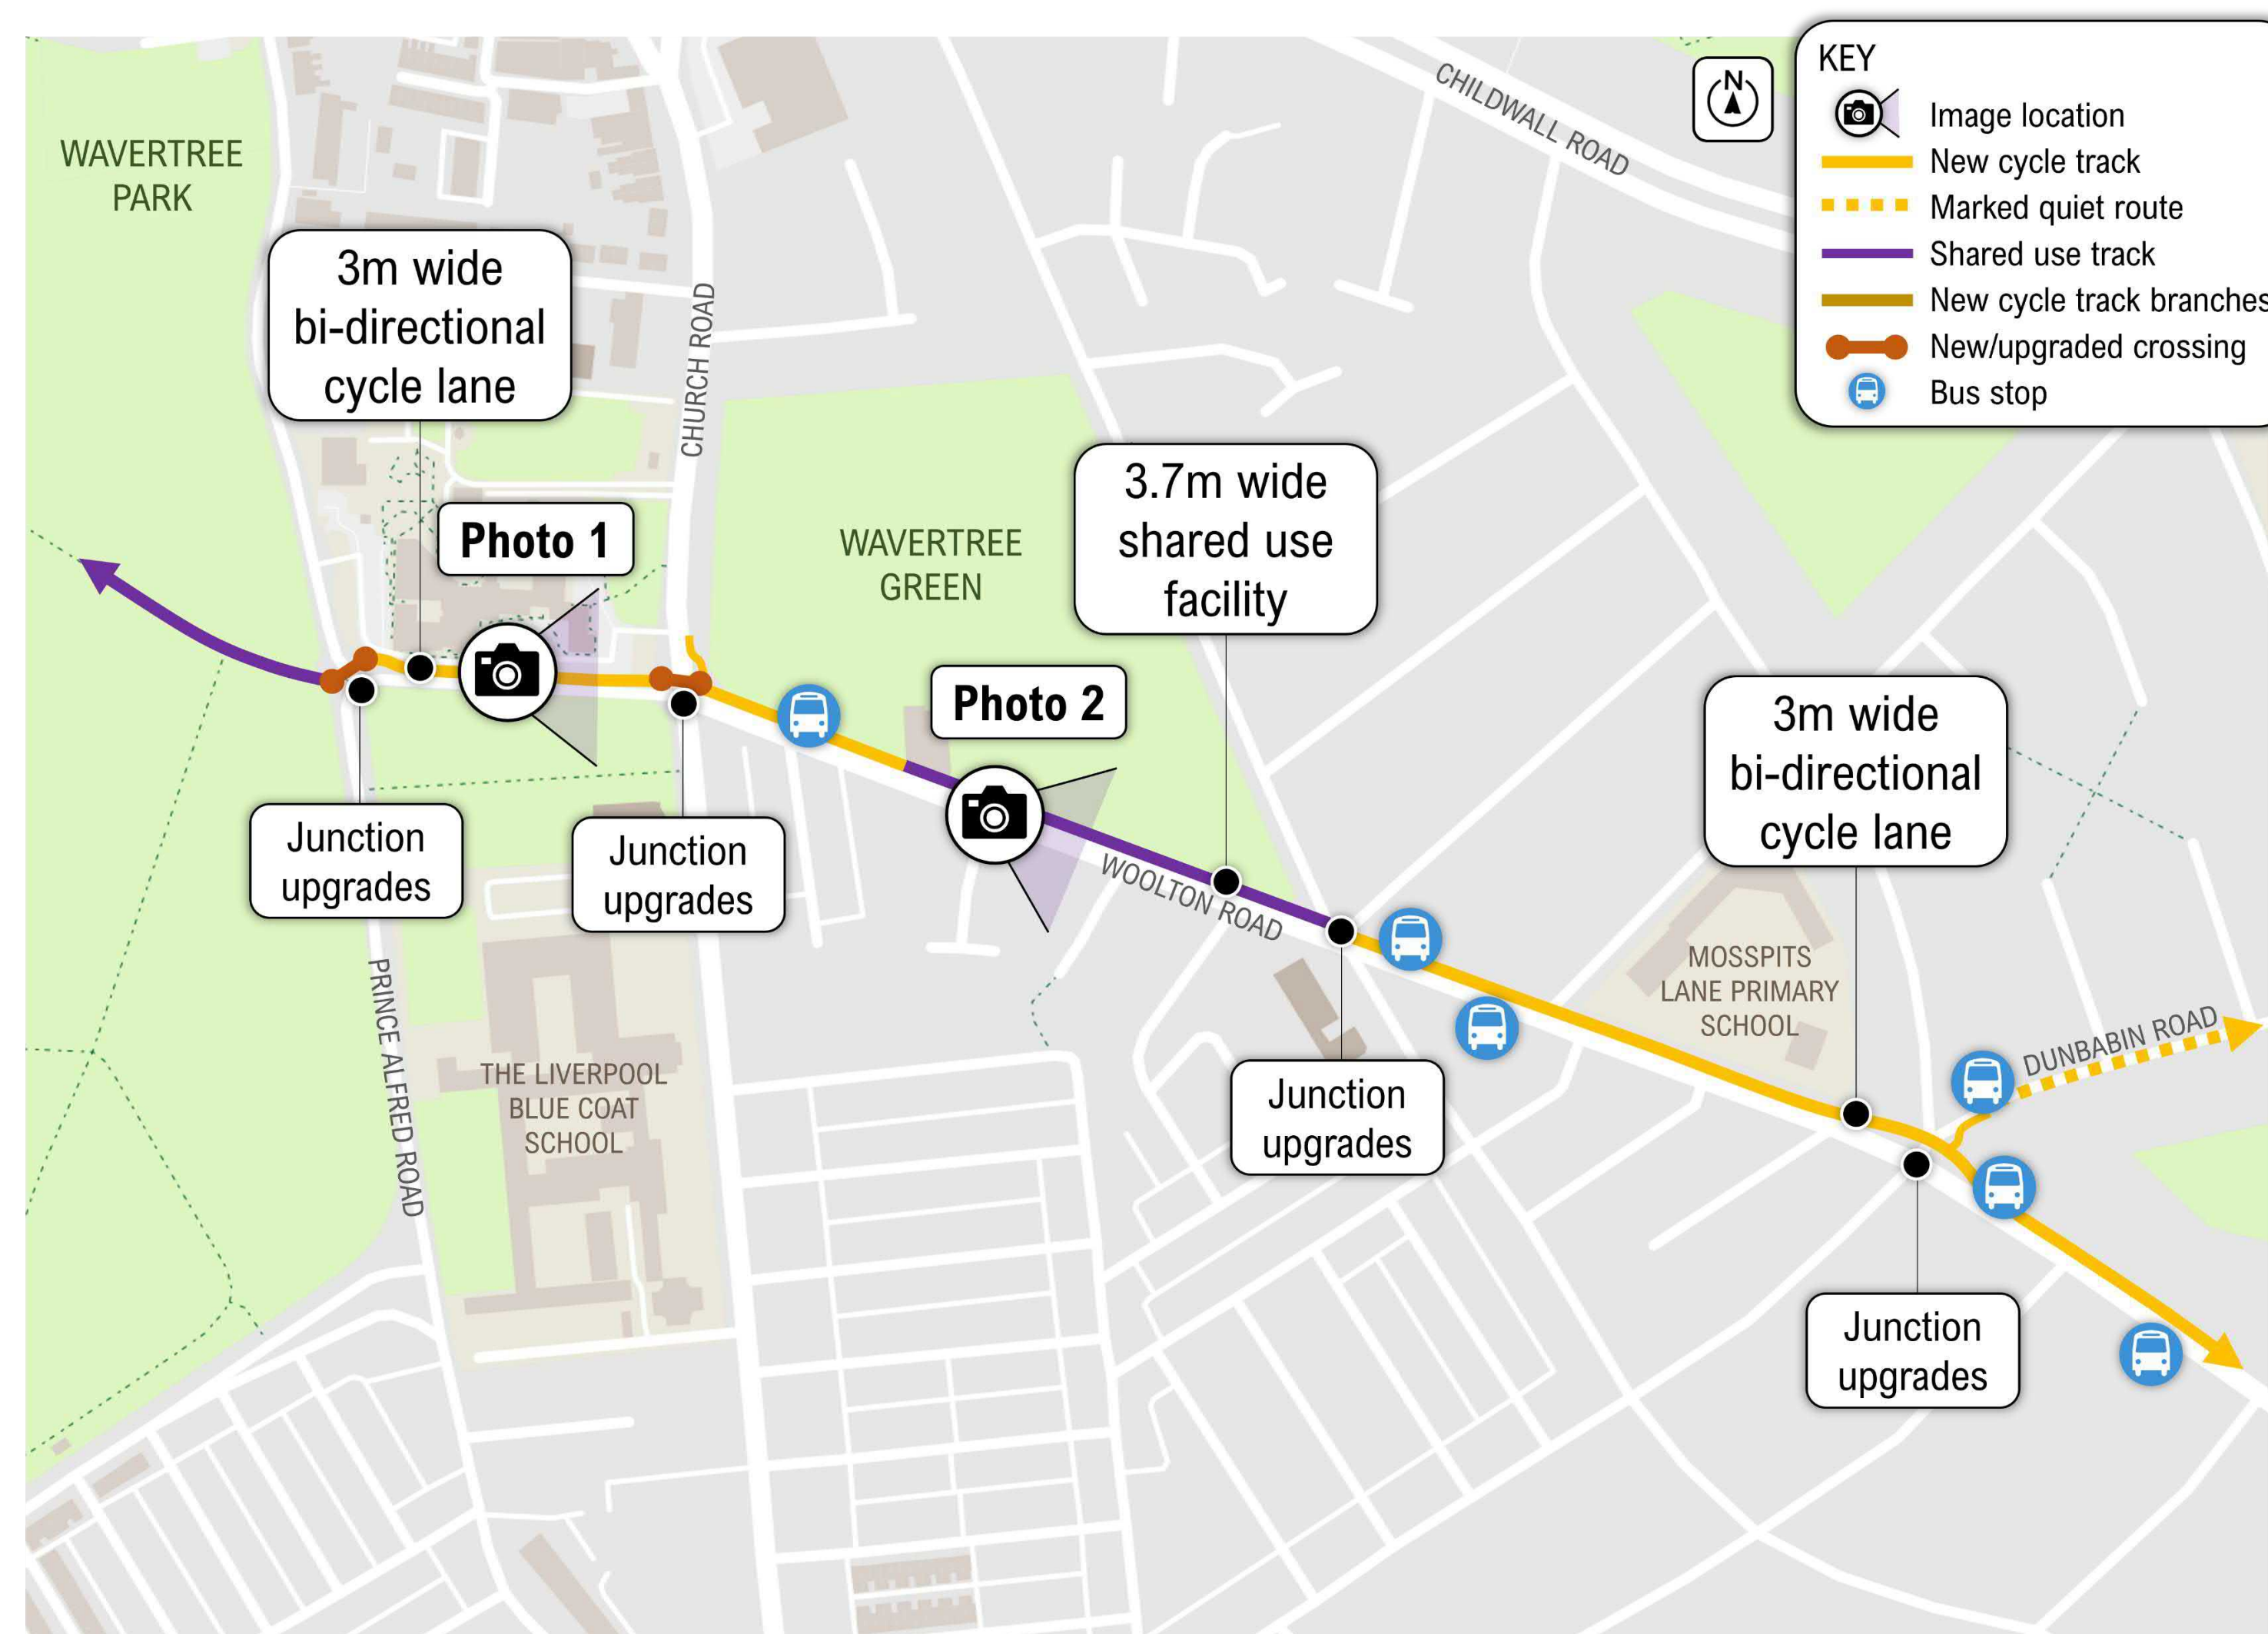 KEY
Image location
New cycle track
Marked quiet route
Shared use track
New cycle track branches
New/upgraded crossing
Bus stop
N
CHILDWALL ROAD
WAVERTREE
PARK
3m wide
bi-directional
cycle lane
CHURCH ROAD
Photo 1
WAVERTREE
GREEN
3.7m wide
shared use
facility
Photo 2
3m wide
bi-directional
cycle lane
Junction
upgrades
Junction
upgrades
WOOLTON ROAD
MOSSPITS
LANE PRIMARY
SCHOOL
DUNBABIN ROAD
PRINCE ALFRED ROAD
THE LIVERPOOL
BLUE COAT
SCHOOL
Junction
upgrades
Junction
upgrades